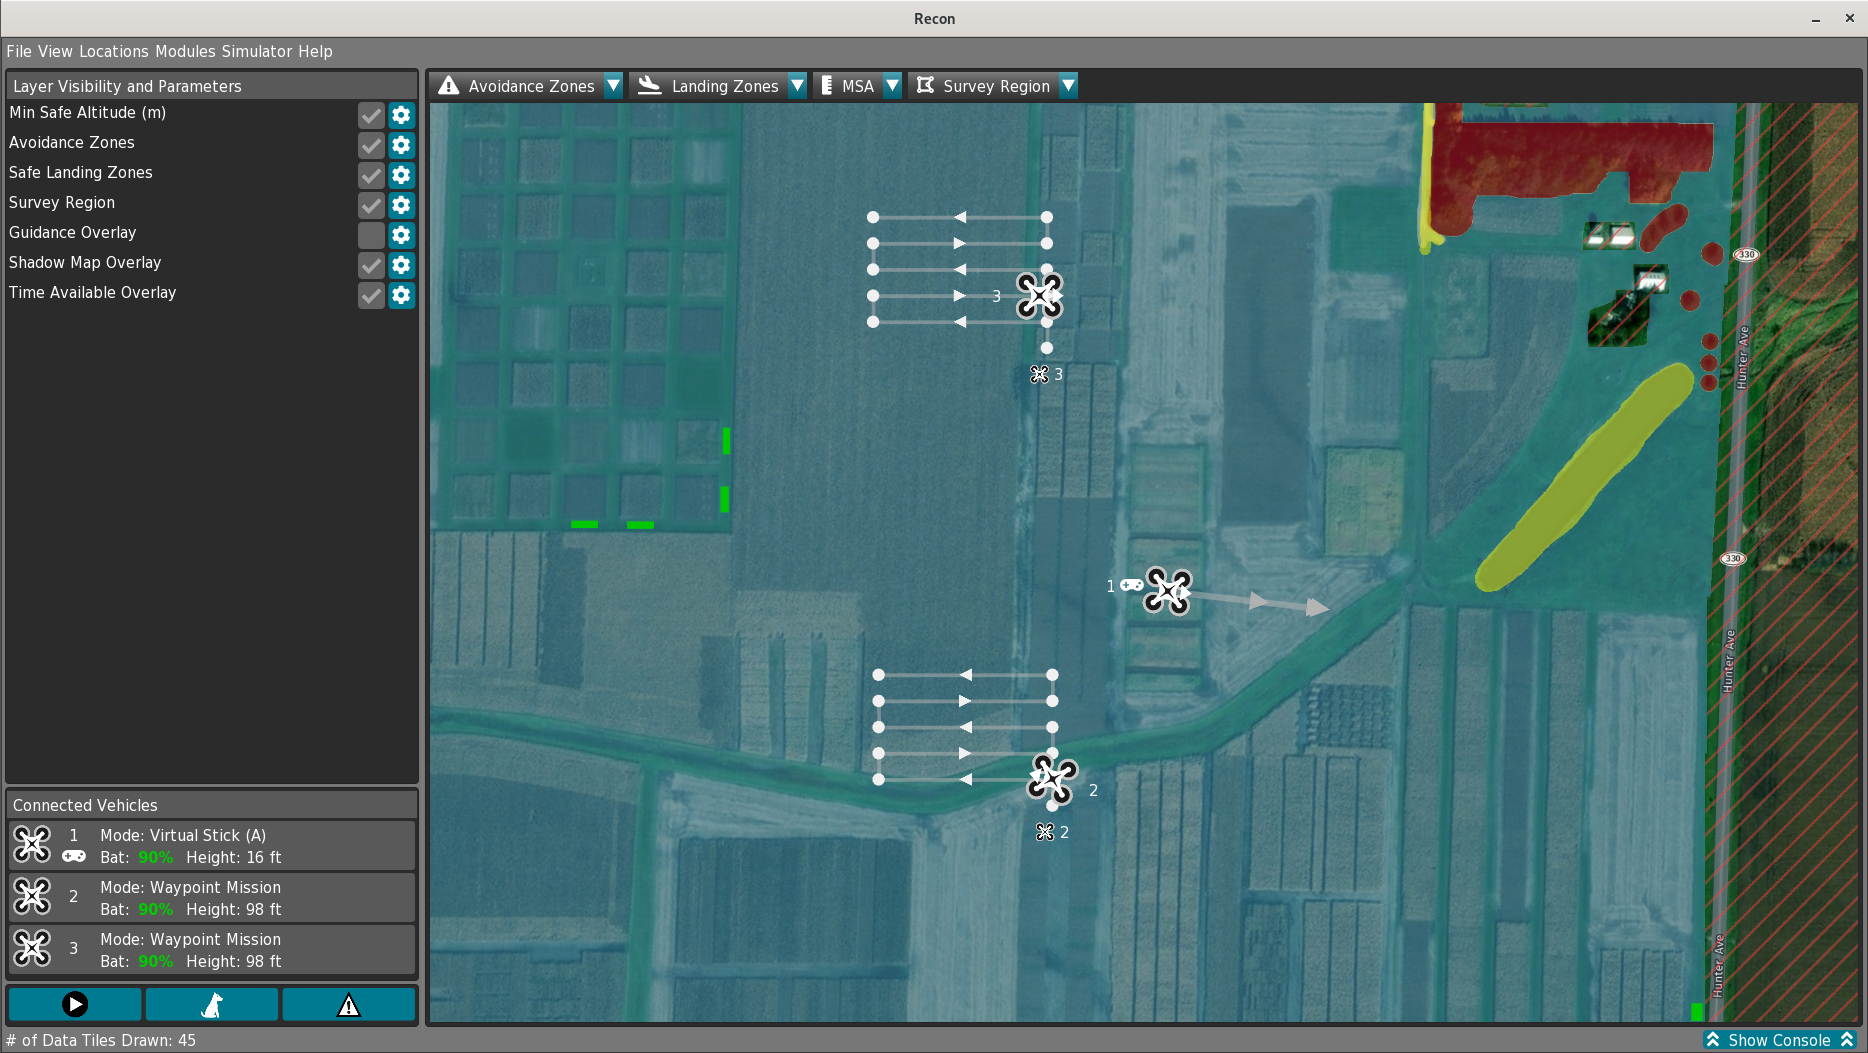 Recon
File View Locations Modules Simulator Help
Layer Visibility and Parameters
Min Safe Altitude (m)
Avoidance Zones
Safe Landing Zones
Survey Region
Guidance Overlay
Shadow Map Overlay
Time Available Overlay
Avoidance Zones
Landing Zones
MSA
Survey Region
330
3
Hunter Ave
3
330
1
Hunter Ave
2
2
Hunter Ave
Connected Vehicles
1 Mode: Virtual Stick (A)
Bat: 90% Height: 16 ft
2 Mode: Waypoint Mission
Bat: 90% Height: 98 ft
3 Mode: Waypoint Mission
Bat: 90% Height: 98 ft
# of Data Tiles Drawn: 45
Show Console